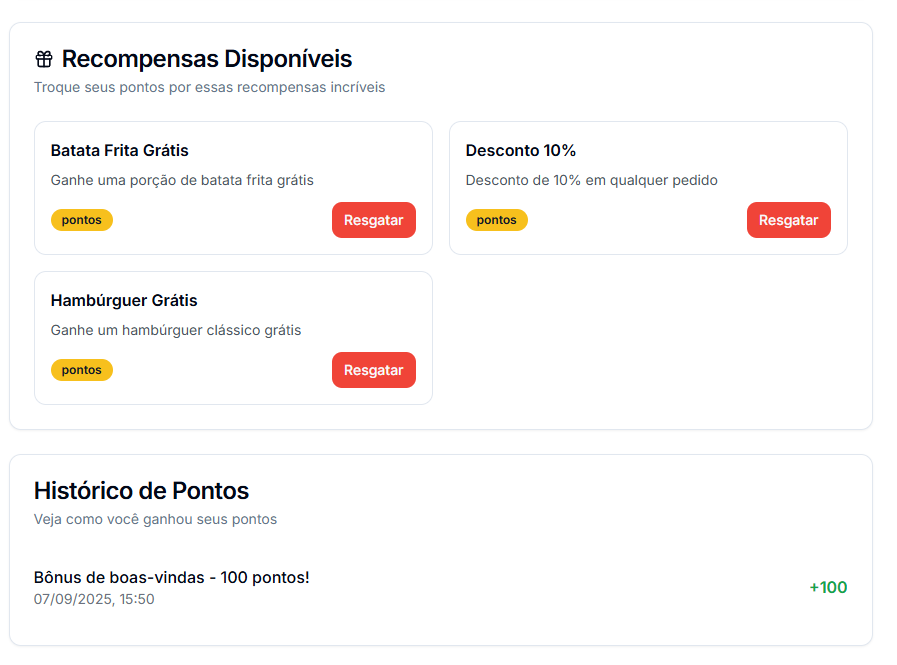 Recompensas Disponíveis
Troque seus pontos por essas recompensas incríveis
Batata Frita Grátis
Ganhe uma porção de batata frita grátis
pontos
Resgatar
Desconto 10%
Desconto de 10% em qualquer pedido
pontos
Resgatar
Hambúrguer Grátis
Ganhe um hambúrguer clássico grátis
pontos
Resgatar
Histórico de Pontos
Veja como você ganhou seus pontos
Bônus de boas-vindas - 100 pontos!
07/09/2025, 15:50
+100